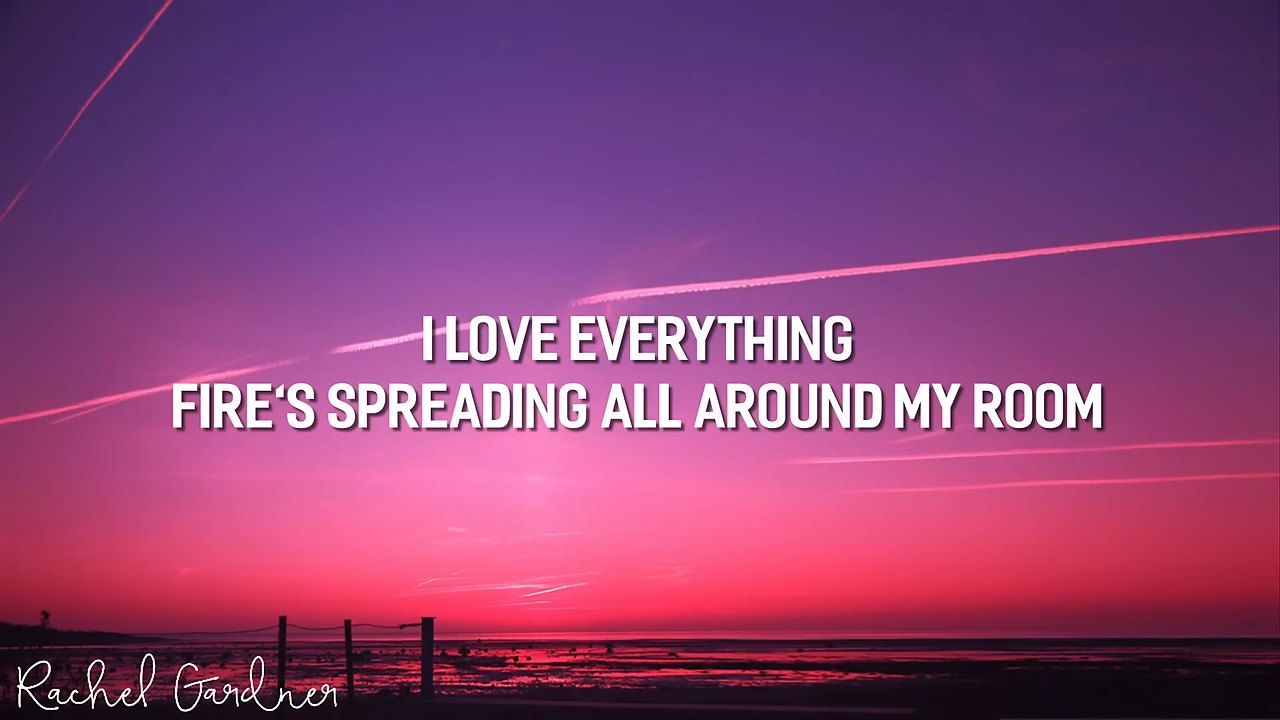 I LOVE EVERYTHING
FIRE‘S SPREADING ALL AROUND MY ROOM
Rachel Gardner